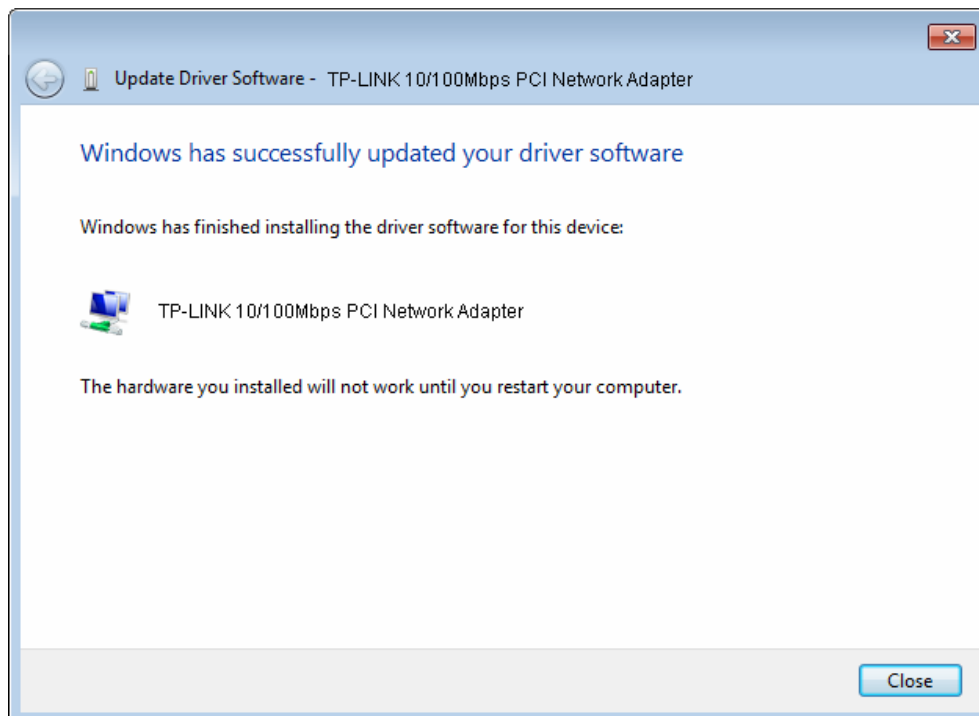 Update Driver Software - TP-LINK 10/100Mbps PCI Network Adapter
Windows has successfully updated your driver software
Windows has finished installing the driver software for this device:
TP-LINK 10/100Mbps PCI Network Adapter
The hardware you installed will not work until you restart your computer.
Close